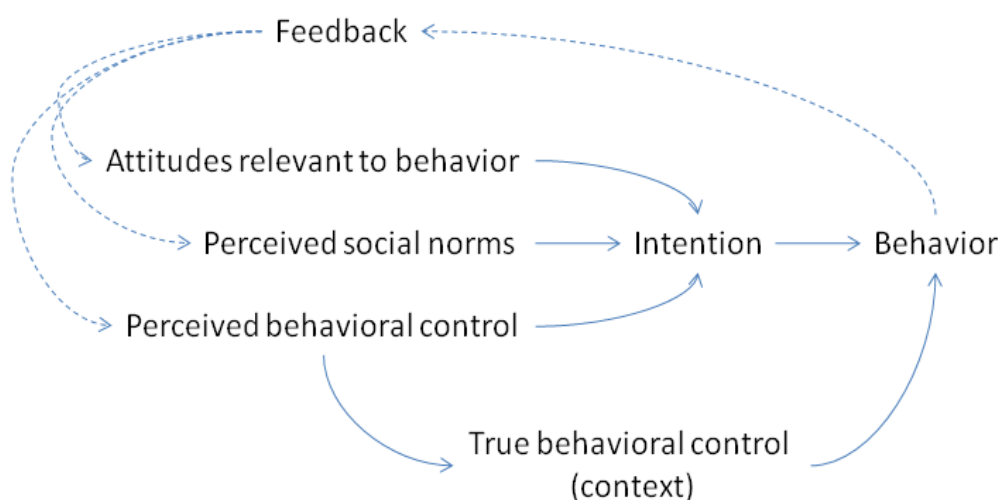 Feedback
Attitudes relevant to behavior
Perceived social norms
Intention
Behavior
Perceived behavioral control
True behavioral control
(context)